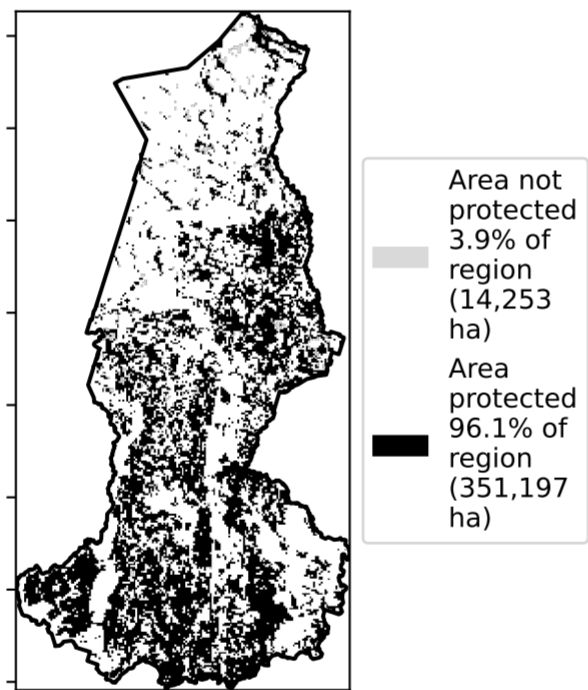 Area not
protected
3.9% of
region
(14,253
ha)
Area
protected
96.1% of
region
(351,197
ha)